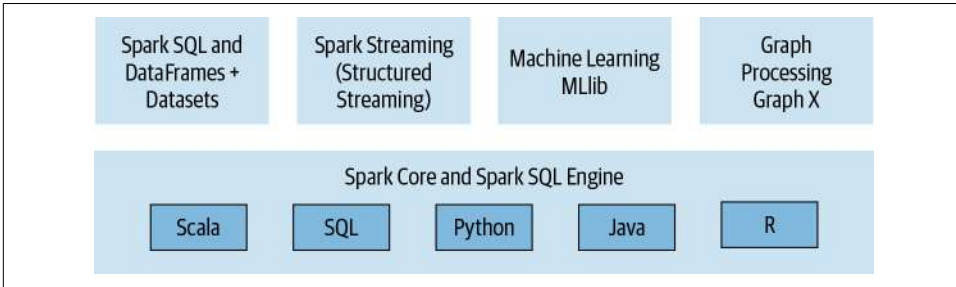 Spark SQL and
DataFrames +
Datasets
Spark Streaming
(Structured
Streaming)
Machine Learning
MLlib
Graph
Processing
Graph X
Spark Core and Spark SQL Engine
Scala
SQL
Python
Java
R